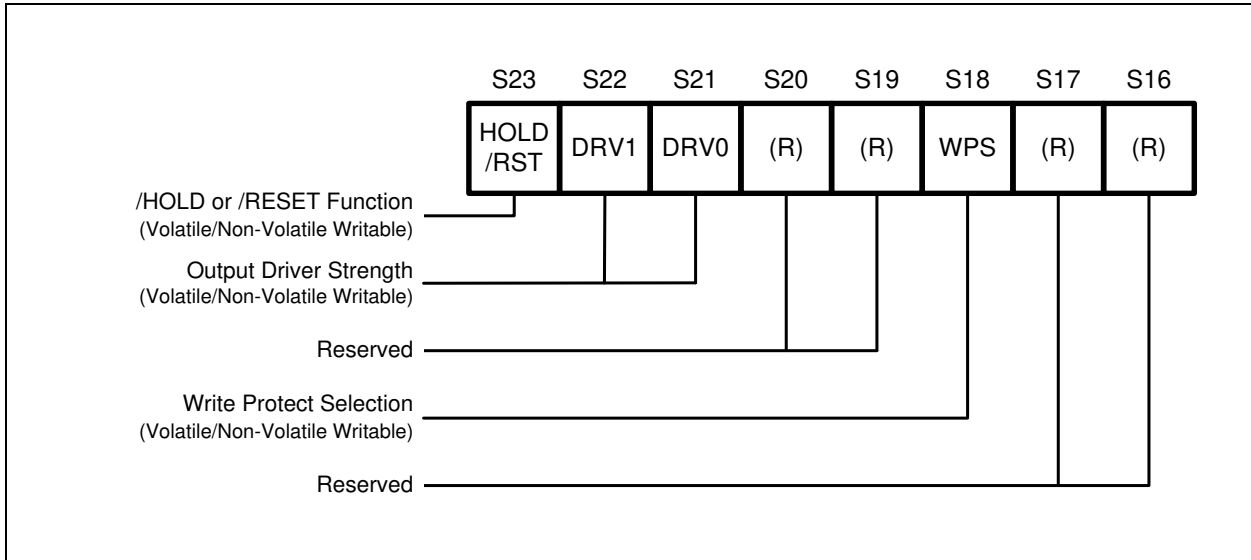 S23 S22 S21 S20 S19 S18 S17 S16
HOLD /RST DRV1 DRV0 (R) (R) WPS (R) (R)
/HOLD or /RESET Function
(Volatile/Non-Volatile Writable)
Output Driver Strength
(Volatile/Non-Volatile Writable)
Reserved
Write Protect Selection
(Volatile/Non-Volatile Writable)
Reserved